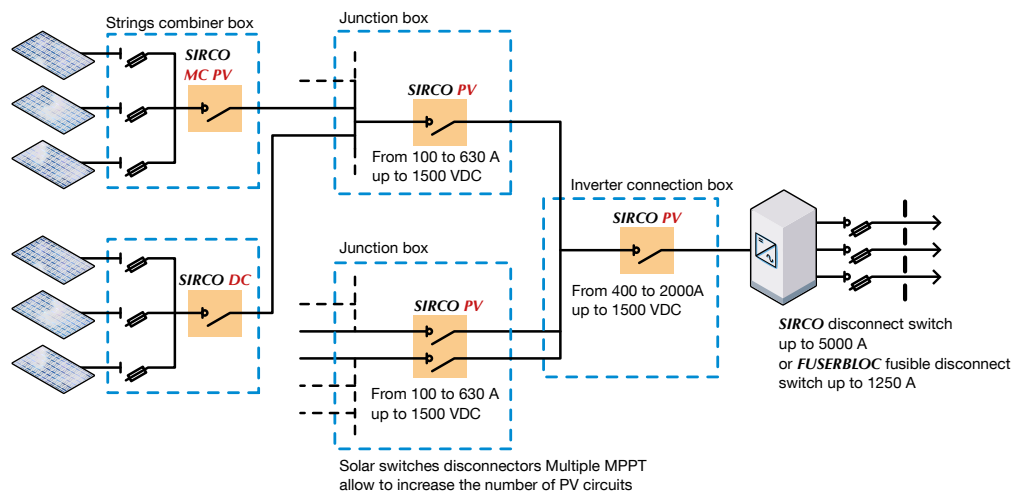 Strings combiner box
SIRCO
MC PV
Junction box
SIRCO PV
From 100 to 630 A
up to 1500 VDC
Inverter connection box
SIRCO PV
From 400 to 2000A
up to 1500 VDC
SIRCO DC
Junction box
SIRCO PV
From 100 to 630 A
up to 1500 VDC
Solar switches disconnectors Multiple MPPT
allow to increase the number of PV circuits
SIRCO disconnect switch
up to 5000 A
or FUSERBLOC fusible disconnect
switch up to 1250 A